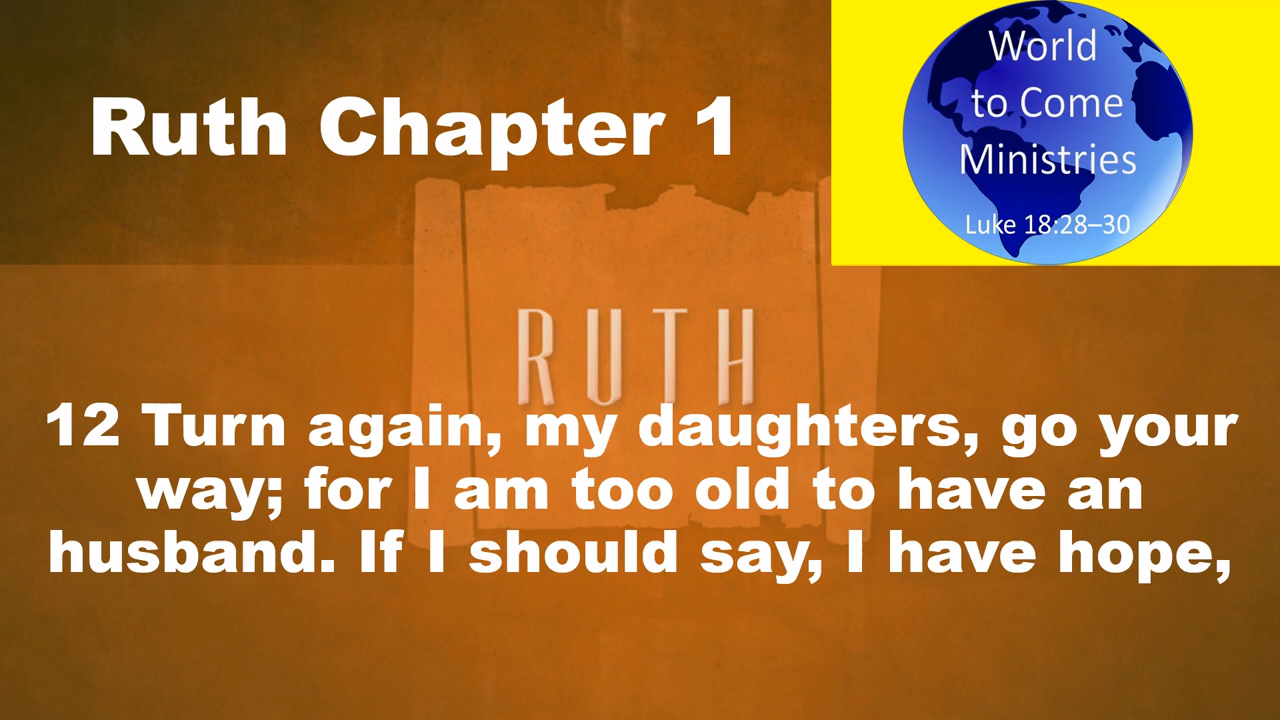 Ruth Chapter 1
World
to Come
Ministries
Luke 18:28–30
RUTH
12 Turn again, my daughters, go your
way; for I am too old to have an
husband. If I should say, I have hope,